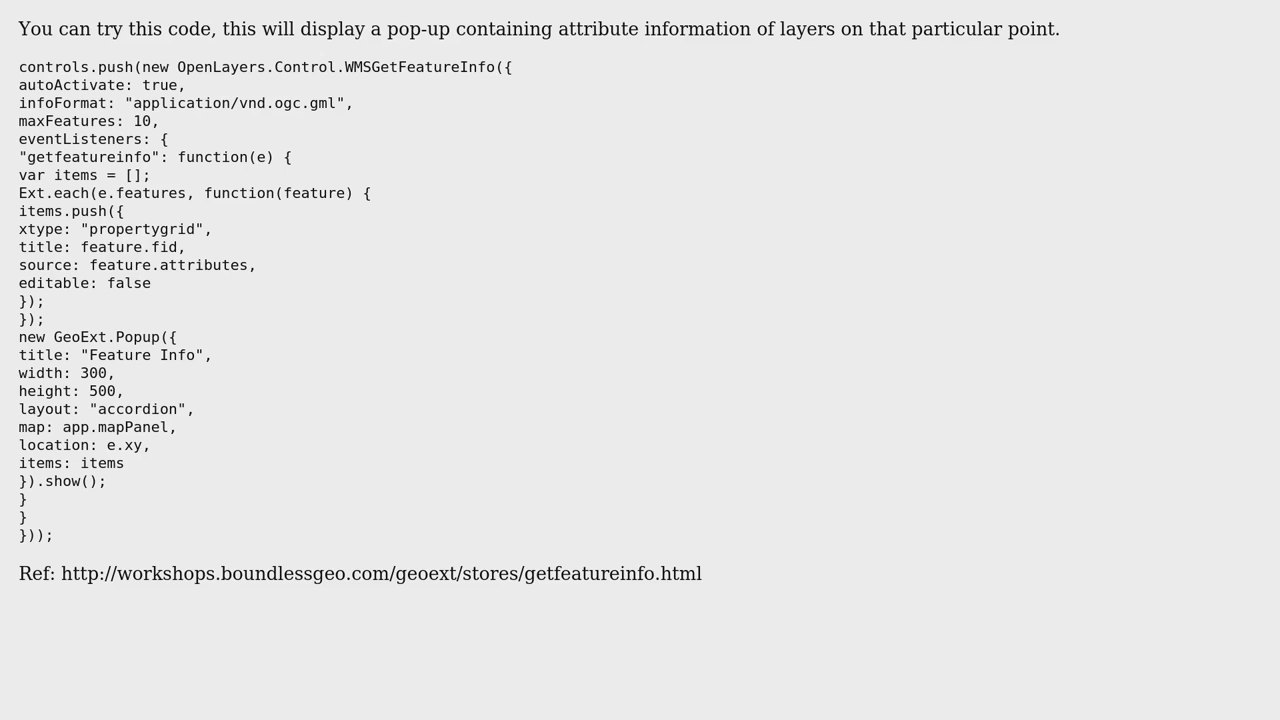 You can try this code, this will display a pop-up containing attribute information of layers on that particular point.
controls.push(new OpenLayers.Control.WMSGetFeatureInfo({
autoActivate: true,
infoFormat: "application/vnd.ogc.gml",
maxFeatures: 10,
eventListeners: {
"getfeatureinfo": function(e) {
var items = [];
Ext.each(e.features, function(feature) {
items.push({
xtype: "propertygrid",
title: feature.fid,
source: feature.attributes,
editable: false
});
});
new GeoExt.Popup({
title: "Feature Info",
width: 300,
height: 500,
layout: "accordion",
map: app.mapPanel,
location: e.xy,
items: items
}).show();
}
}
}));
Ref: http://workshops.boundlessgeo.com/geoext/stores/getfeatureinfo.html